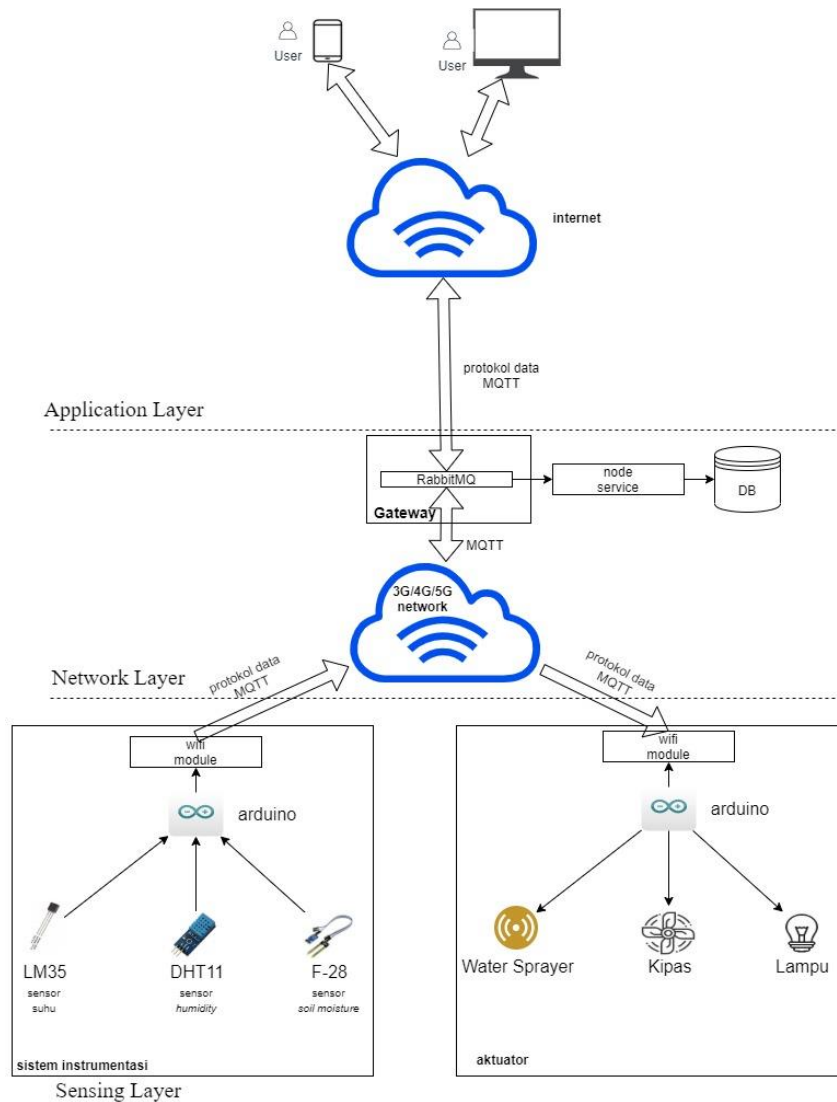 User
User
internet
protokol data
MQTT
Application Layer
RabbitMQ
node
service
DB
Gateway
MQTT
3G/4G/5G
network
Network Layer
protokol data
MQTT
protokol data
MQTT
wifi
module
wifi
module
arduino
arduino
LM35
sensor
suhu
DHT11
sensor
humidity
F-28
sensor
soil moisture
Water Sprayer
Kipas
Lampu
sistem instrumentasi
aktuator
Sensing Layer